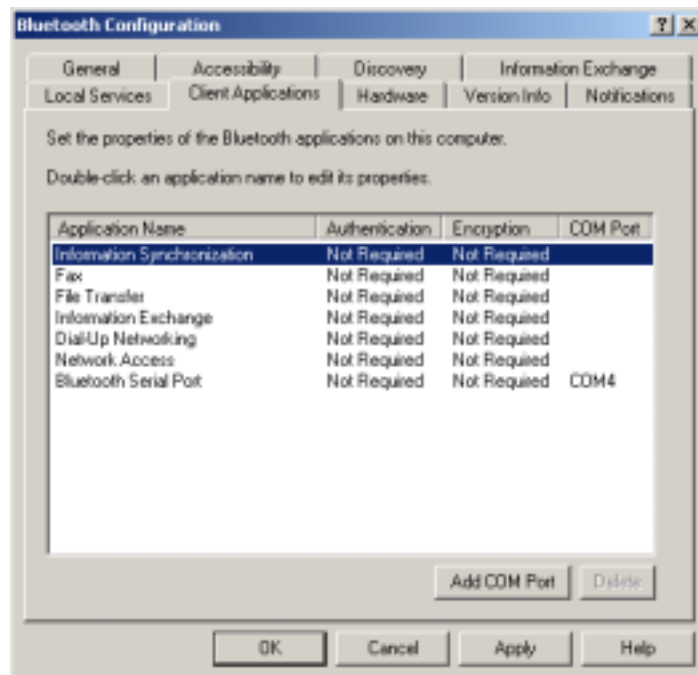 Bluetooth Configuration
General Accessibility Discovery Information Exchange
Local Services Client Applications Hardware Version Info Notifications
Set the properties of the Bluetooth applications on this computer.
Double-click an application name to edit its properties.
Application Name Authentication Encryption COM Port
Information Synchronization Not Required Not Required
Fax Not Required Not Required
File Transfer Not Required Not Required
Information Exchange Not Required Not Required
Dial-Up Networking Not Required Not Required
Network Access Not Required Not Required
Bluetooth Serial Port Not Required Not Required COM4
Add COM Port Delete
OK Cancel Apply Help